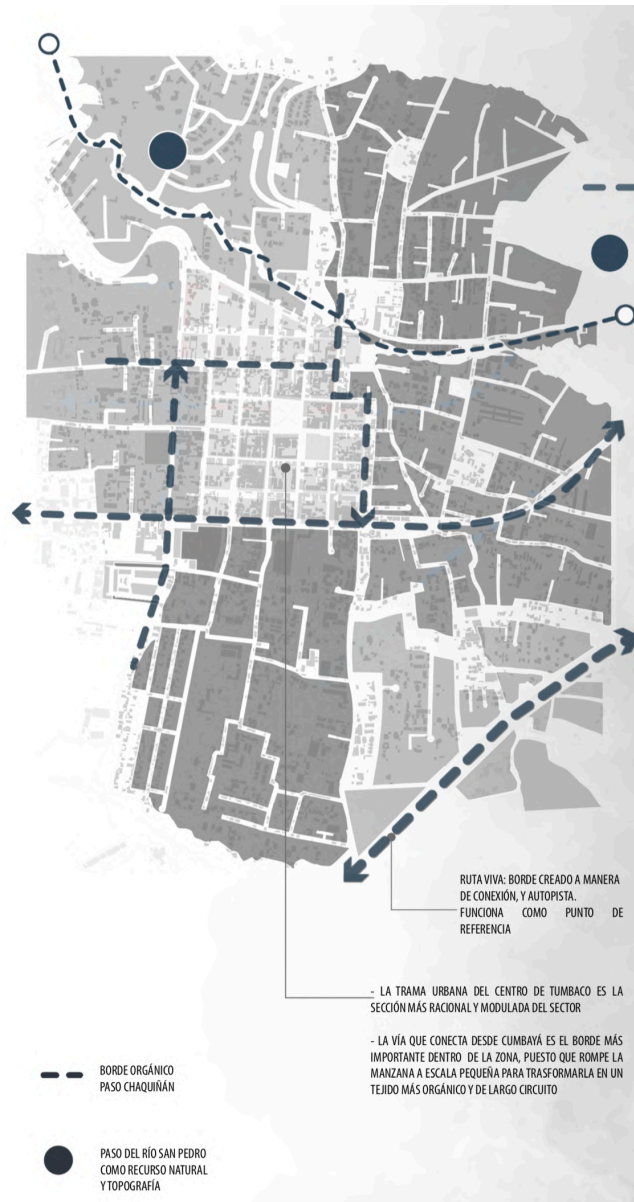 RUTA VIVA: BORDE CREADO A MANERA
DE CONEXIÓN, Y AUTOPISTA.
FUNCIONA COMO PUNTO DE
REFERENCIA
- LA TRAMA URBANA DEL CENTRO DE TUMBACO ES LA
SECCIÓN MÁS RACIONAL Y MODULADA DEL SECTOR
- LA VÍA QUE CONECTA DESDE CUMBAYÁ ES EL BORDE MÁS
IMPORTANTE DENTRO DE LA ZONA, PUESTO QUE ROMPE LA
MANZANA A ESCALA PEQUEÑA PARA TRASFORMARLA EN UN
TEJIDO MÁS ORGÁNICO Y DE LARGO CIRCUITO
BORDE ORGÁNICO
PASO CHAQUIÑÁN
PASO DEL RÍO SAN PEDRO
COMO RECURSO NATURAL
Y TOPOGRAFÍA